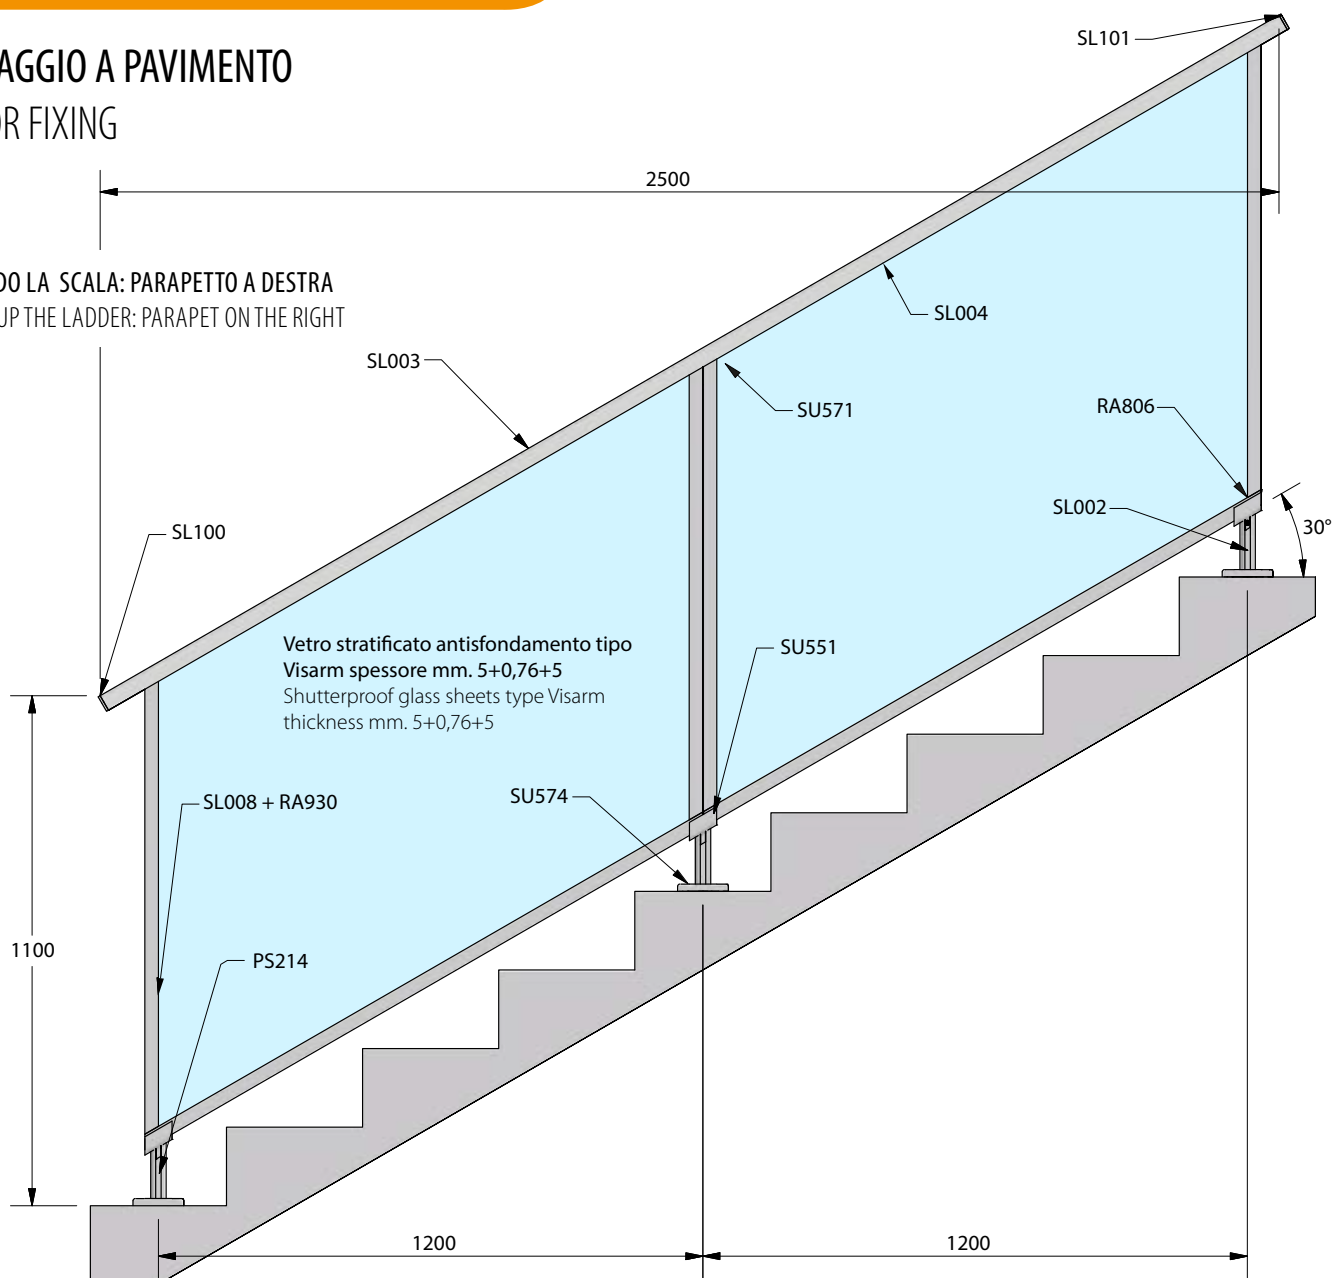 AGGIO A PAVIMENTO
OR FIXING
SL101
2500
DO LA SCALA: PARAPETTO A DESTRA
UP THE LADDER: PARAPET ON THE RIGHT
SL004
SL003
SU571
RA806
SL002
30°
SL100
Vetro stratificato antisfondamento tipo
Visarm spessore mm. 5+0,76+5
Shutterproof glass sheets type Visarm
thickness mm. 5+0,76+5
SU551
SL008 + RA930
SU574
1100
PS214
1200
1200